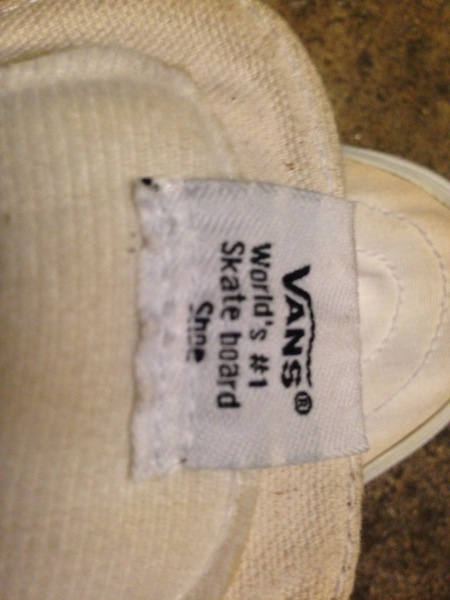 VANS®
World's #1
Skate board
Shoe